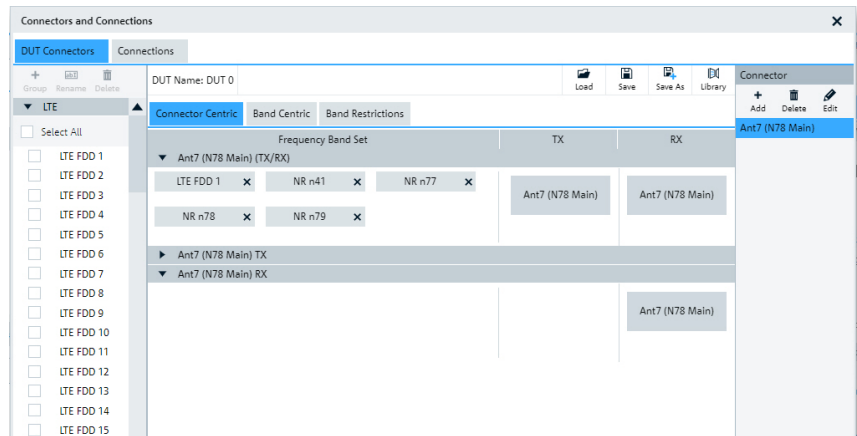 Connectors and Connections
DUT Connectors
Connections
Group Rename Delete
LTE
Select All
LTE FDD 1
LTE FDD 2
LTE FDD 3
LTE FDD 4
LTE FDD 5
LTE FDD 6
LTE FDD 7
LTE FDD 8
LTE FDD 9
LTE FDD 10
LTE FDD 11
LTE FDD 12
LTE FDD 13
LTE FDD 14
LTE FDD 15
DUT Name: DUT 0
Load Save Save As Library
Connector Centric Band Centric Band Restrictions
Frequency Band Set TX RX
Ant7 (N78 Main) (TX/RX)
LTE FDD 1 NR n41 NR n77
Ant7 (N78 Main) Ant7 (N78 Main)
NR n78 NR n79
Ant7 (N78 Main) TX
Ant7 (N78 Main) RX
Ant7 (N78 Main)
Connector
Add Delete Edit
Ant7 (N78 Main)